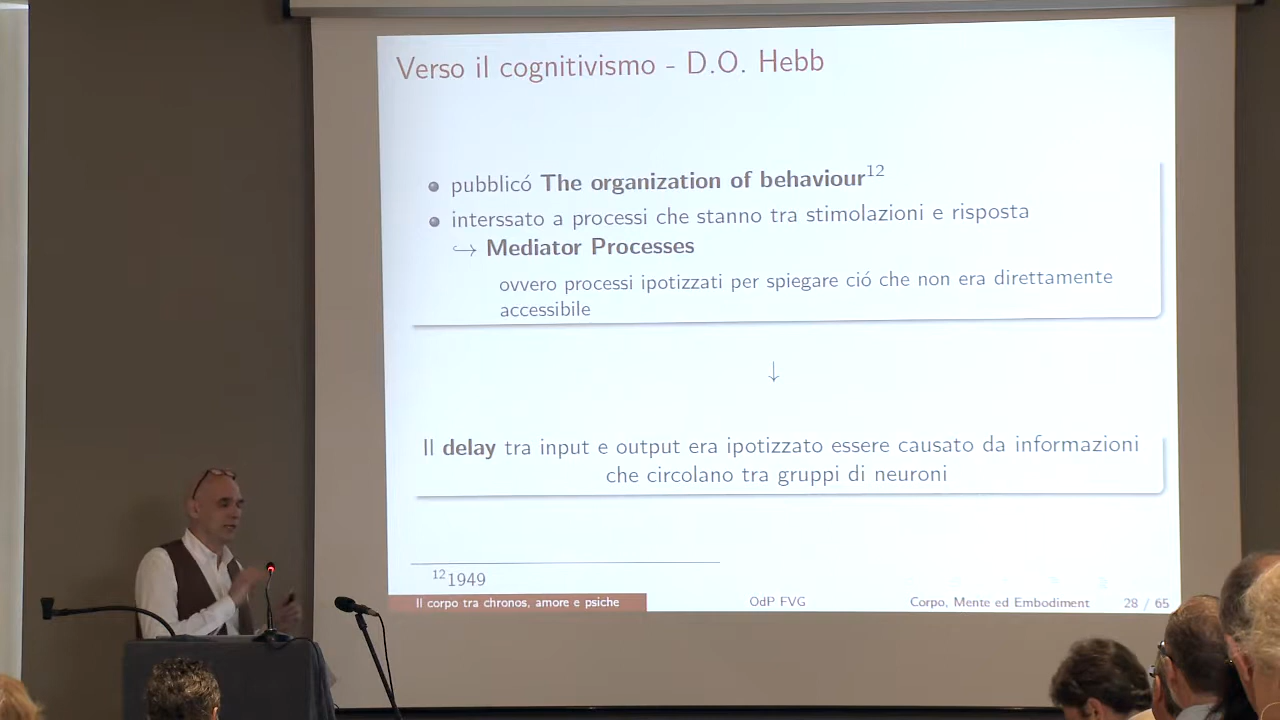 Verso il cognitivismo - D.O. Hebb
pubblicó The organization of behaviour12
interssato a processi che stanno tra stimolazioni e risposta
↪ Mediator Processes
ovvero processi ipotizzati per spiegare ció che non era direttamente
accessibile
↓
Il delay tra input e output era ipotizzato essere causato da informazioni
che circolano tra gruppi di neuroni
12 1949
Il corpo tra chronos, amore e psiche OdP FVG Corpo, Mente ed Embodiment 28 / 65